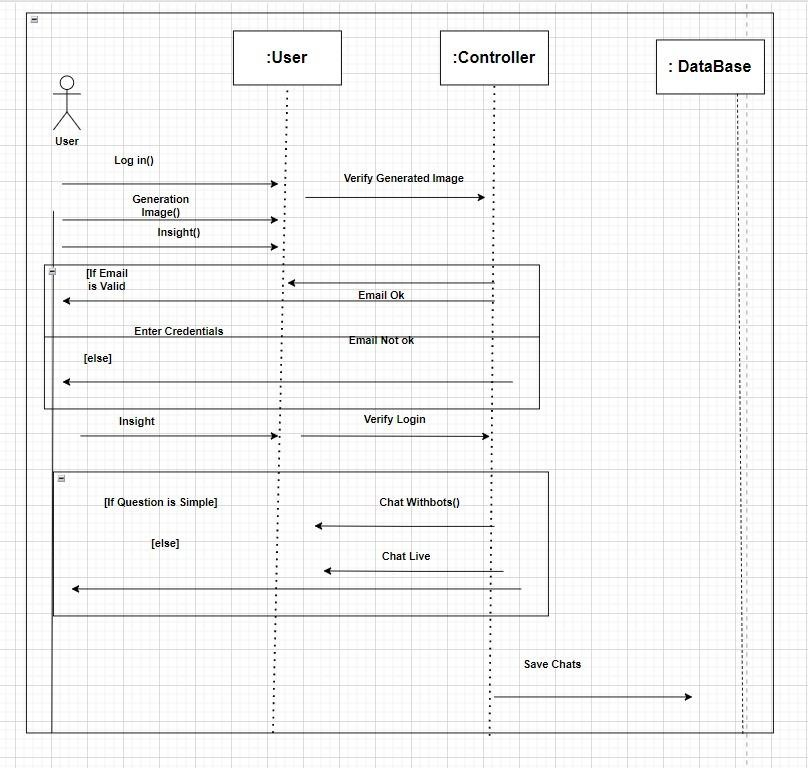 :User
:Controller
: DataBase
User
Log in()
Verify Generated Image
Generation
Image()
Insight()
[If Email
is Valid
Email Ok
Enter Credentials
Email Not ok
[else]
Insight
Verify Login
[If Question is Simple]
Chat Withbots()
[else]
Chat Live
Save Chats